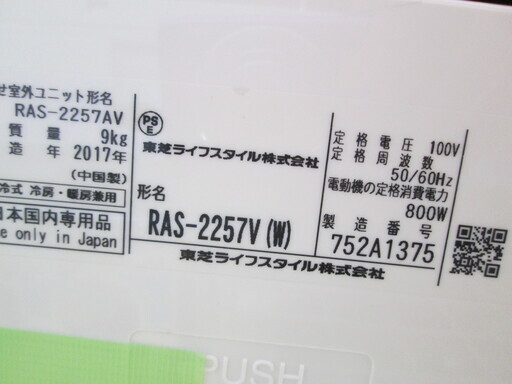 せ室外ユニット形名
RAS-2257AV
質量 9kg
造年 2017年
(中国製)
冷式 冷房・暖房兼用
日本国内専用品
e only in Japan
PS
E
東芝ライフスタイル株式会社
形名
RAS-2257V(W)
東芝ライフスタイル株式会社
定格電圧 100V
定格周波数
50/60Hz
電動機の定格消費電力
800W
製造番号
752A1375
PUSH